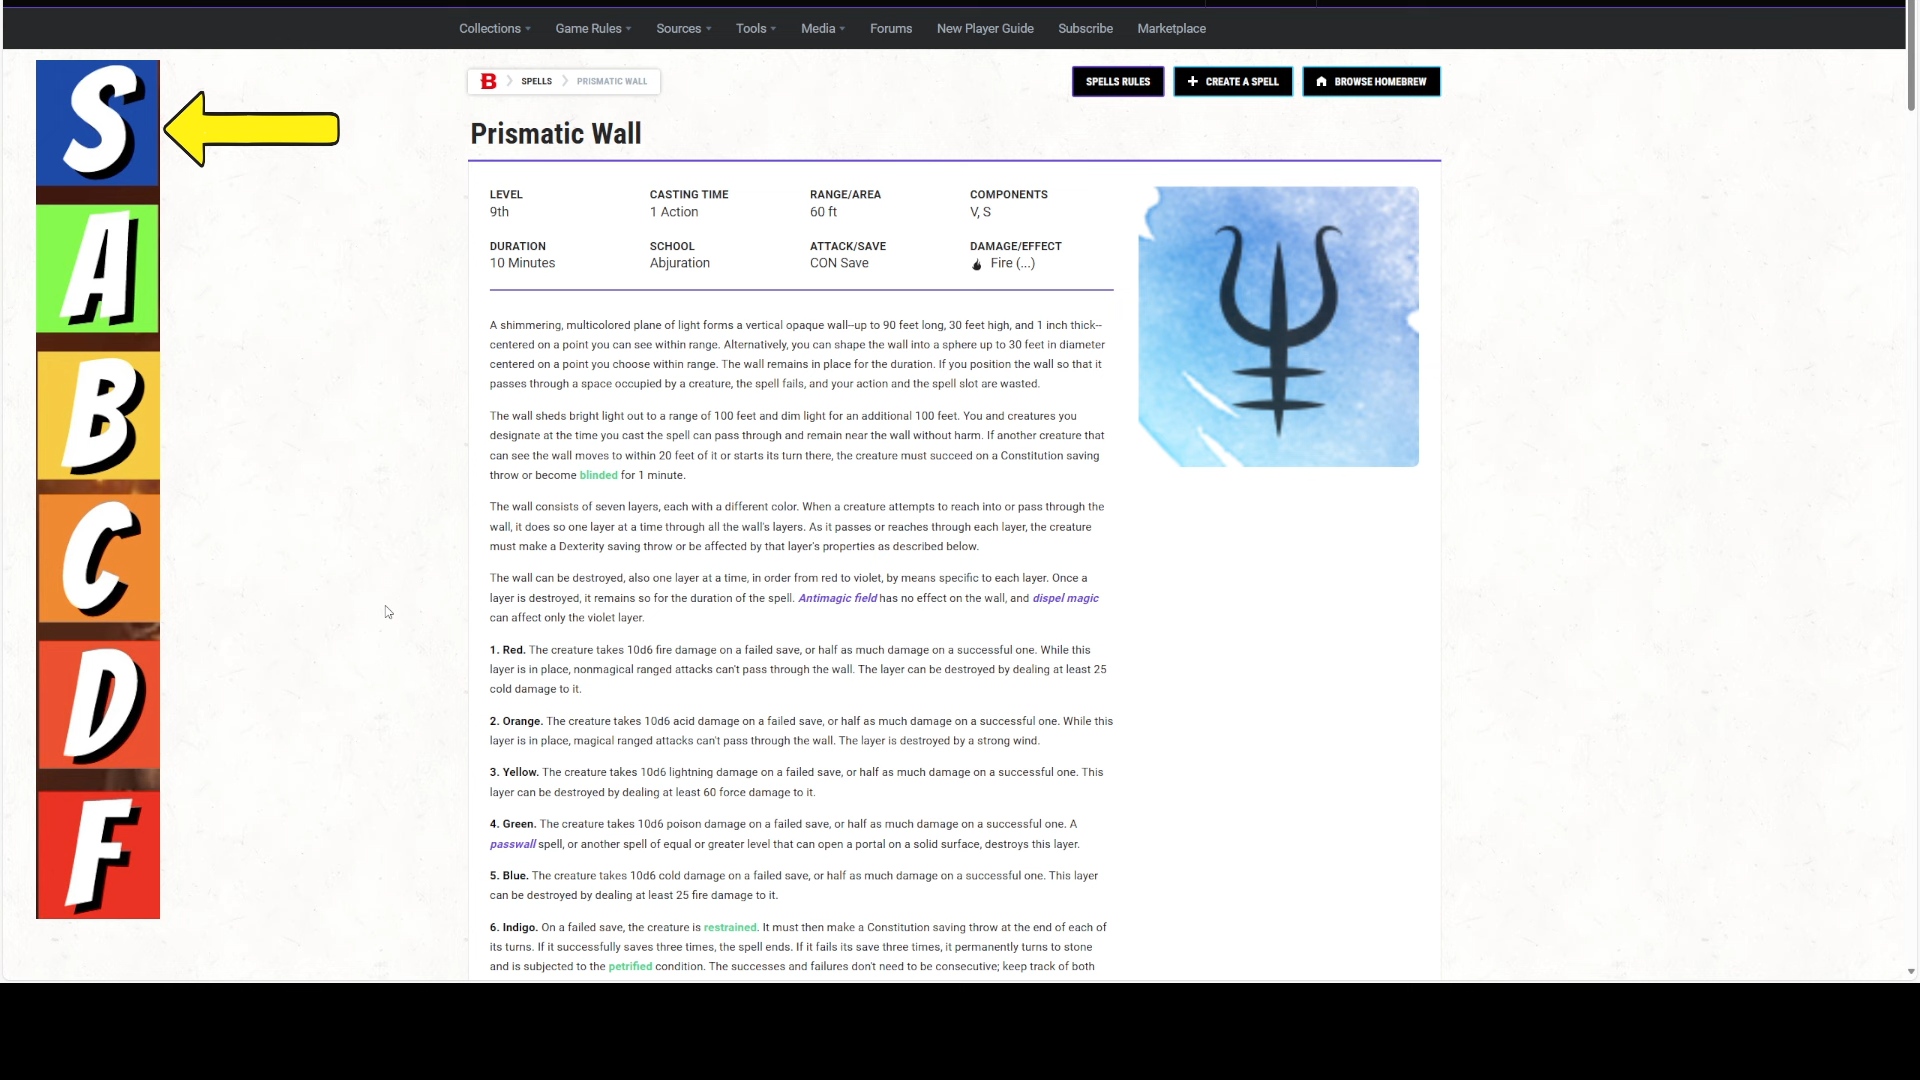 Collections
Game Rules
Sources
Tools
Media
Forums
New Player Guide
Subscribe
Marketplace
S
A
B
C
D
F
B
SPELLS
PRISMATIC WALL
SPELLS RULES
CREATE A SPELL
BROWSE HOMEBREW
Prismatic Wall
LEVEL
9th
CASTING TIME
1 Action
RANGE/AREA
60 ft
COMPONENTS
V, S
DURATION
10 Minutes
SCHOOL
Abjuration
ATTACK/SAVE
CON Save
DAMAGE/EFFECT
Fire (...)
A shimmering, multicolored plane of light forms a vertical opaque wall--up to 90 feet long, 30 feet high, and 1 inch thick--
centered on a point you can see within range. Alternatively, you can shape the wall into a sphere up to 30 feet in diameter
centered on a point you choose within range. The wall remains in place for the duration. If you position the wall so that it
passes through a space occupied by a creature, the spell fails, and your action and the spell slot are wasted.
The wall sheds bright light out to a range of 100 feet and dim light for an additional 100 feet. You and creatures you
designate at the time you cast the spell can pass through and remain near the wall without harm. If another creature that
can see the wall moves to within 20 feet of it or starts its turn there, the creature must succeed on a Constitution saving
throw or become blinded for 1 minute.
The wall consists of seven layers, each with a different color. When a creature attempts to reach into or pass through the
wall, it does so one layer at a time through all the wall's layers. As it passes or reaches through each layer, the creature
must make a Dexterity saving throw or be affected by that layer's properties as described below.
The wall can be destroyed, also one layer at a time, in order from red to violet, by means specific to each layer. Once a
layer is destroyed, it remains so for the duration of the spell. Antimagic field has no effect on the wall, and dispel magic
can affect only the violet layer.
1. Red. The creature takes 10d6 fire damage on a failed save, or half as much damage on a successful one. While this
layer is in place, nonmagical ranged attacks can't pass through the wall. The layer can be destroyed by dealing at least 25
cold damage to it.
2. Orange. The creature takes 10d6 acid damage on a failed save, or half as much damage on a successful one. While this
layer is in place, magical ranged attacks can't pass through the wall. The layer is destroyed by a strong wind.
3. Yellow. The creature takes 10d6 lightning damage on a failed save, or half as much damage on a successful one. This
layer can be destroyed by dealing at least 60 force damage to it.
4. Green. The creature takes 10d6 poison damage on a failed save, or half as much damage on a successful one. A
passwall spell, or another spell of equal or greater level that can open a portal on a solid surface, destroys this layer.
5. Blue. The creature takes 10d6 cold damage on a failed save, or half as much damage on a successful one. This layer
can be destroyed by dealing at least 25 fire damage to it.
6. Indigo. On a failed save, the creature is restrained. It must then make a Constitution saving throw at the end of each of
its turns. If it successfully saves three times, the spell ends. If it fails its save three times, it permanently turns to stone
and is subjected to the petrified condition. The successes and failures don't need to be consecutive; keep track of both